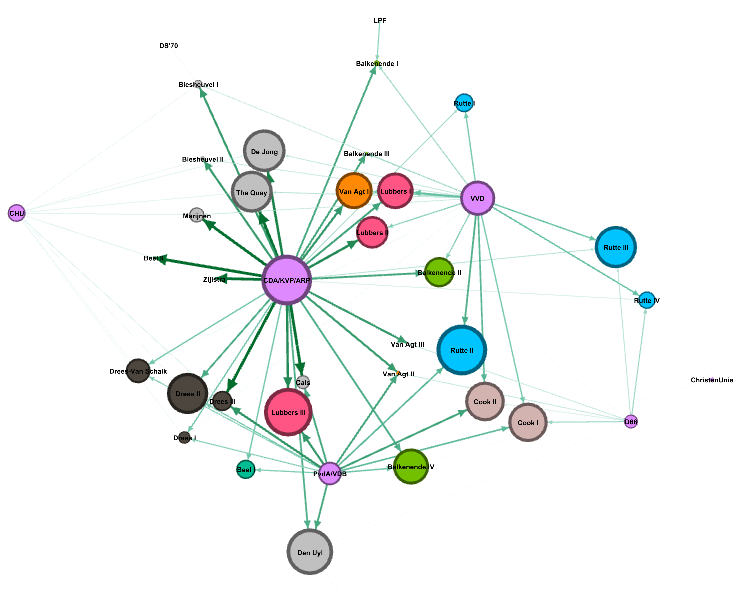 LPF
DS'70
Balkenende I
Biesheuvel I
Rutte I
De Jong
Balkenende III
Biesheuvel II
The Quay
Van Agt I
Lubbers I
VVD
CHU
Marijnen
Lubbers II
Rutte III
Beel II
Zijlstra
CDA/KVP/ARP
Balkenende II
Rutte IV
Van Agt III
Rutte II
Drees-Van Schaik
Van Agt II
ChristenUnie
Cals
Drees II
Drees III
Cook II
Lubbers III
Cook I
D66
Drees I
Beel I
PvdA/VDB
Balkenende IV
Den Uyl